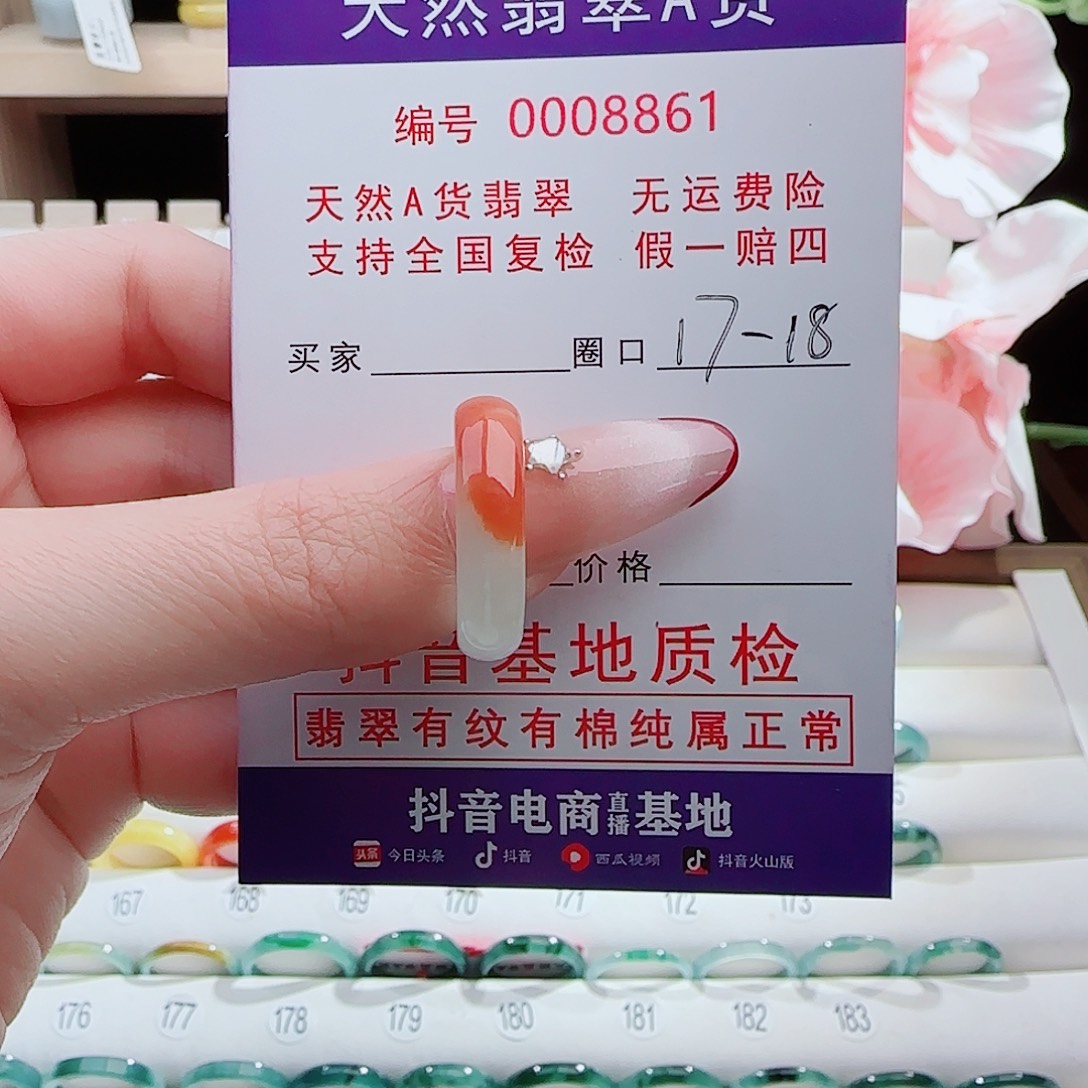 天然翡翠A货
编号 0008861
天然A货翡翠 无运费险
支持全国复检 假一赔四
买家 圈口 17-18
价格
抖音基地质检
翡翠有纹有棉纯属正常
抖音电商直播基地
头条 今日头条 抖音 西瓜视频 抖音火山版
167 168 169 170 171 172 173
176 177 178 179 180 181 182 183